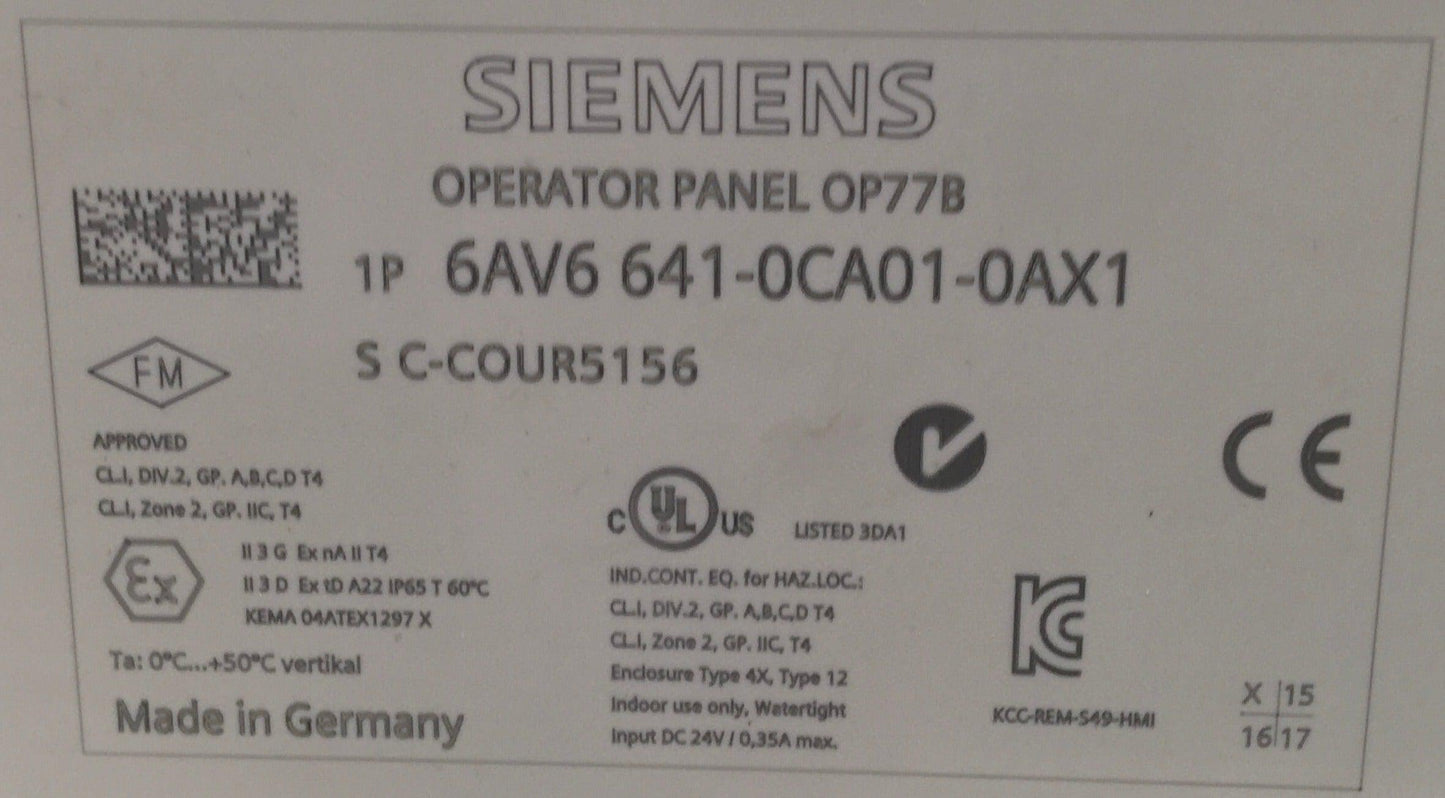 SIEMENS
OPERATOR PANEL OP77B
1P 6AV6 641-0CA01-0AX1
S C-COUR5156
FM
APPROVED
CL.I, DIV.2, GP. A,B,C,D T4
CL.I, Zone 2, GP. IIC, T4
Ex
II 3 G Ex nA II T4
II 3 D Ex tD A22 IP65 T 60°C
KEMA 04ATEX1297 X
Ta: 0°C...+50°C vertikal
Made in Germany
C UL US LISTED 3DA1
IND.CONT. EQ. for HAZ.LOC.:
CL.I, DIV.2, GP. A,B,C,D T4
CL.I, Zone 2, GP. IIC, T4
Enclosure Type 4X, Type 12
Indoor use only, Watertight
Input DC 24V / 0,35A max.
CE
KC
KCC-REM-S49-HMI
X 15
16 17